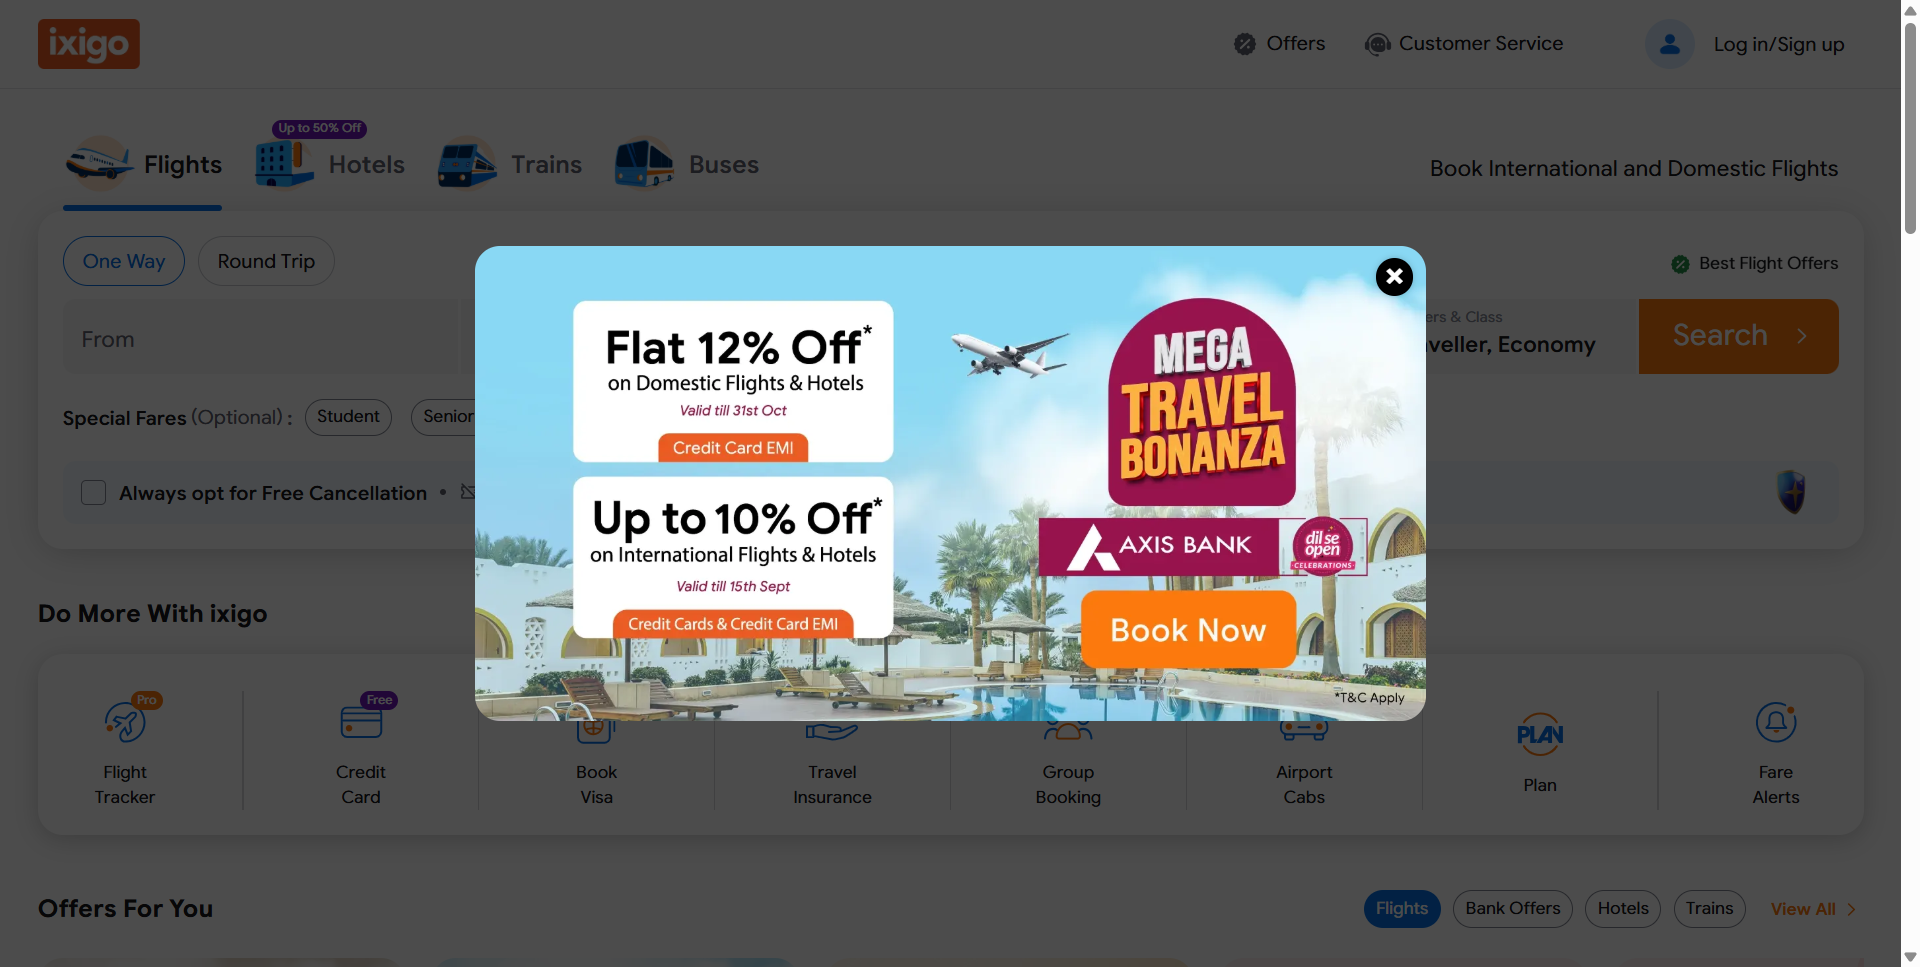 ixigo
Offers
Customer Service
Log in/Sign up
Up to 50% Off
Flights
Hotels
Trains
Buses
Book International and Domestic Flights
One Way
Round Trip
Best Flight Offers
From
ers & Class
veller, Economy
Search
Special Fares (Optional) :
Student
Senior
Always opt for Free Cancellation •
Flat 12% Off*
on Domestic Flights & Hotels
Valid till 31st Oct
Credit Card EMI
Up to 10% Off*
on International Flights & Hotels
Valid till 15th Sept
Credit Cards & Credit Card EMI
MEGA
TRAVEL
BONANZA
AXIS BANK
dil se
open
CELEBRATIONS
Book Now
*T&C Apply
Do More With ixigo
Pro
Flight
Tracker
Free
Credit
Card
Book
Visa
Travel
Insurance
Group
Booking
Airport
Cabs
PLAN
Plan
Fare
Alerts
Offers For You
Flights
Bank Offers
Hotels
Trains
View All